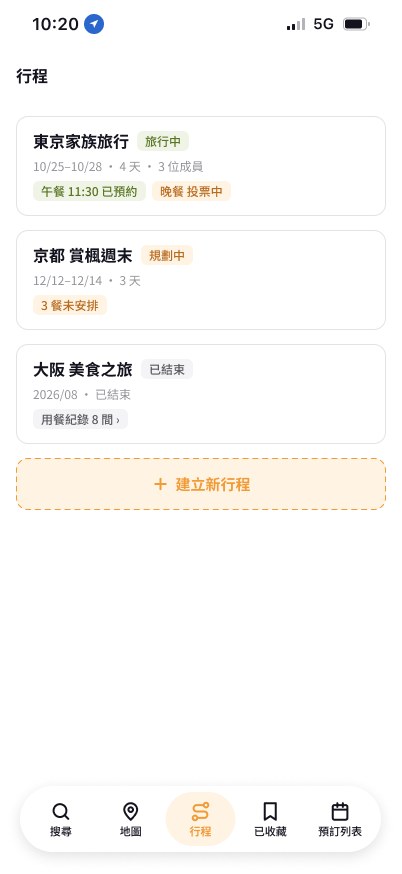 10:20 5G
行程
東京家族旅行 旅行中
10/25–10/28 • 4 天 • 3 位成員
午餐 11:30 已預約 晚餐 投票中
京都 賞楓週末 規劃中
12/12–12/14 • 3 天
3 餐未安排
大阪 美食之旅 已結束
2026/08 • 已結束
用餐紀錄 8 間 ›
+ 建立新行程
搜尋 地圖 行程 已收藏 預訂列表